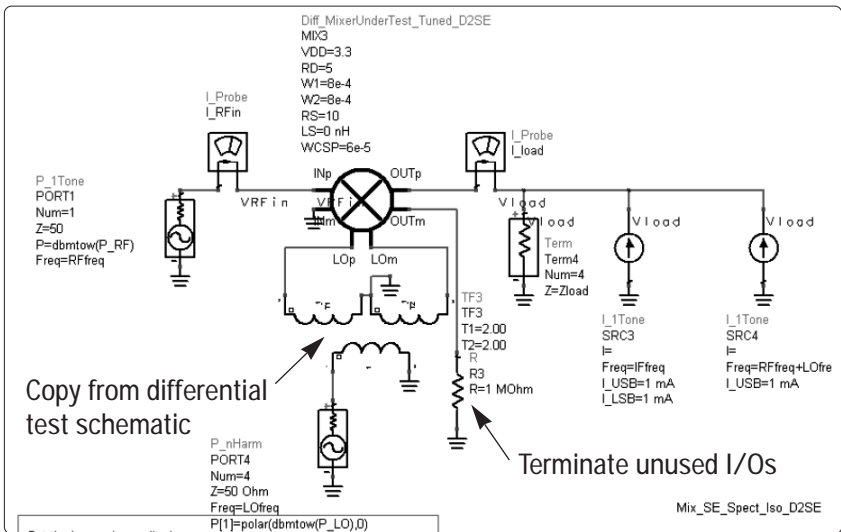 Diff_MixerUnderTest_Tuned_D2SE
MIX3
VDD=3.3
RD=5
W1=8e-4
W2=8e-4
RS=10
LS=0 nH
WCSP=6e-5
I_Probe
I_RFin
I_Probe
I_load
P_1Tone
PORT1
Num=1
Z=50
P=dbmtow(P_RF)
Freq=RFfreq
VRFin
INp
OUTp
INm
OUTm
LOp
LOm
Vload
Vload
Vload
Vload
Term
Term4
Num=4
Z=Zload
I_1Tone
SRC3
I=
Freq=IFfreq
I_USB=1 mA
I_LSB=1 mA
I_1Tone
SRC4
I=
Freq=RFfreq+LOfre
I_USB=1 mA
TF3
TF3
T1=2.00
T2=2.00
R
R3
R=1 MOhm
Copy from differential
test schematic
Terminate unused I/Os
P_nHarm
PORT4
Num=4
Z=50 Ohm
Freq=LOfreq
P[1]=polar(dbmtow(P_LO),0)
Mix_SE_Spect_Iso_D2SE